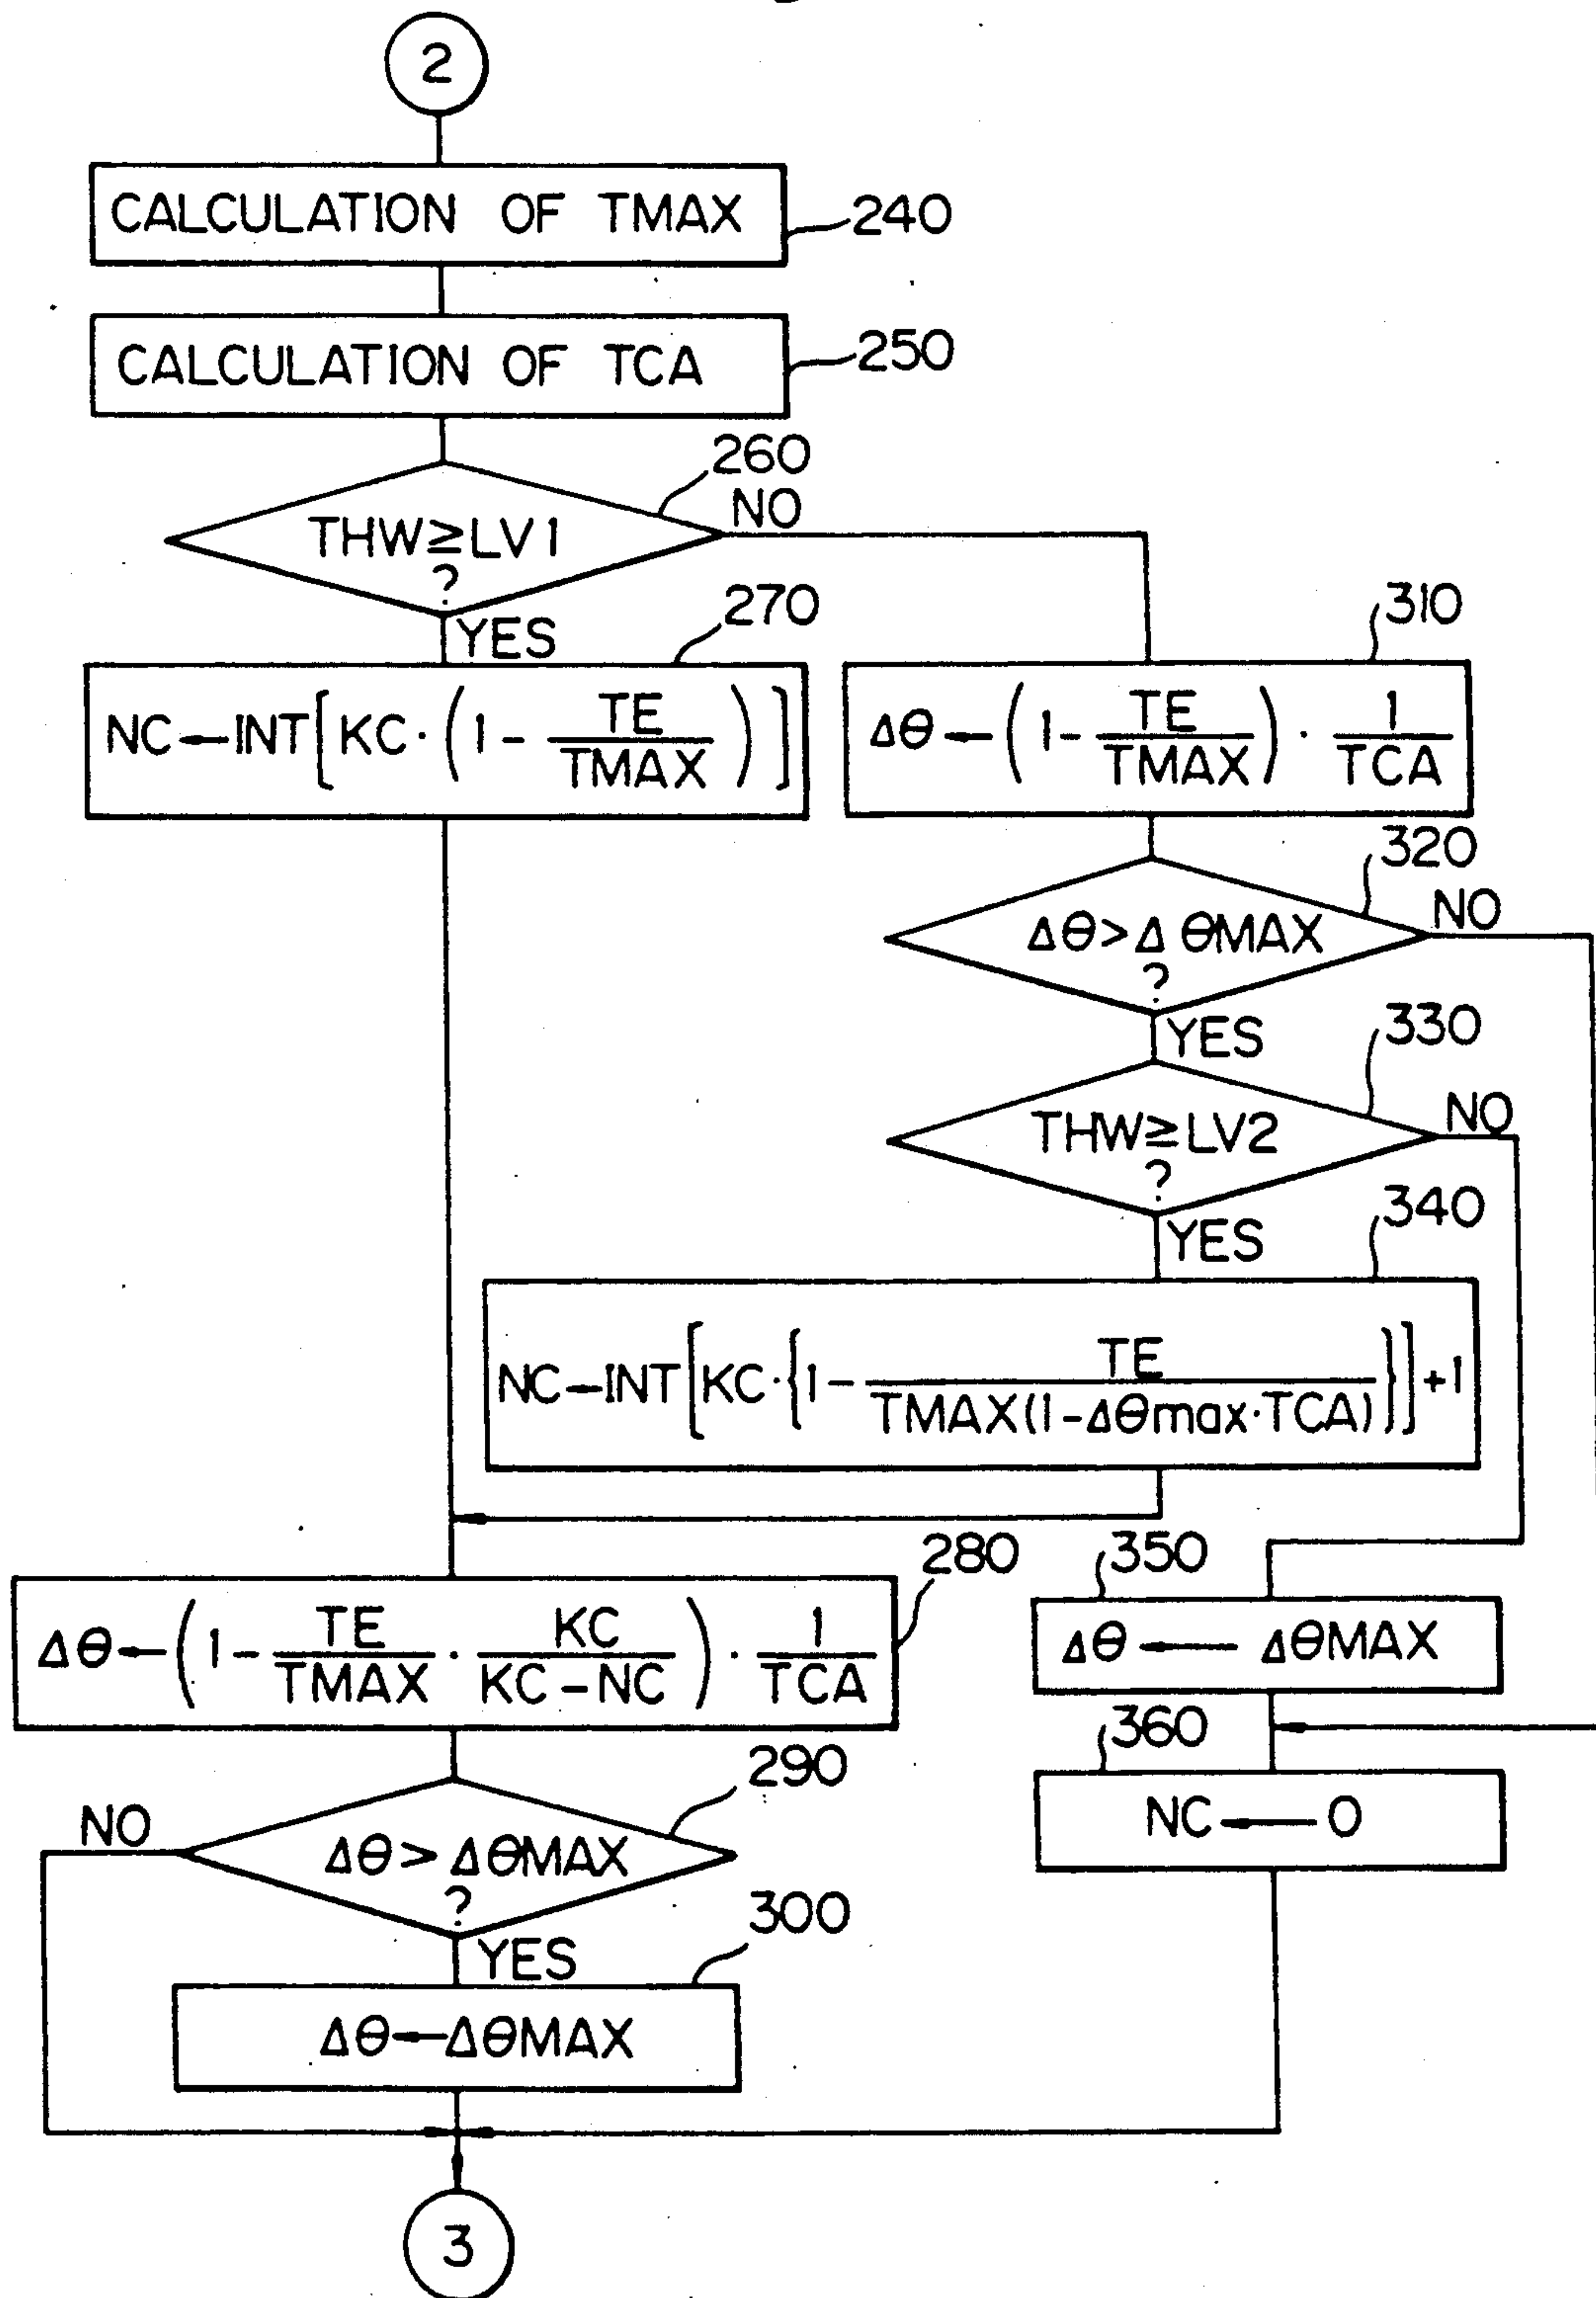 2
CALCULATION OF TMAX
240
CALCULATION OF TCA
250
260
THW≧LV1
?
NO
YES
270
NC←INT[KC·(1-TE/TMAX)]
310
Δθ←(1-TE/TMAX)·1/TCA
320
Δθ>Δ θMAX
?
NO
YES
330
THW≧LV2
?
NO
YES
340
NC←INT[KC·{1-TE/TMAX(1-Δθmax·TCA)}]+1
280
Δθ←(1-TE/TMAX·KC/KC-NC)·1/TCA
350
Δθ←ΔθMAX
360
NC←0
290
NO
Δθ>ΔθMAX
?
YES
300
Δθ←ΔθMAX
3